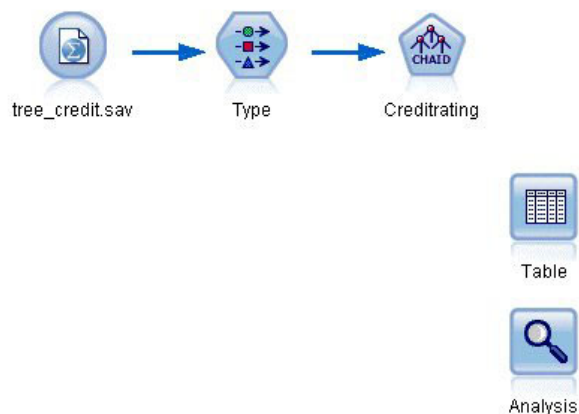 tree_credit.sav
Type
CHAID
Creditrating
Table
Analysis